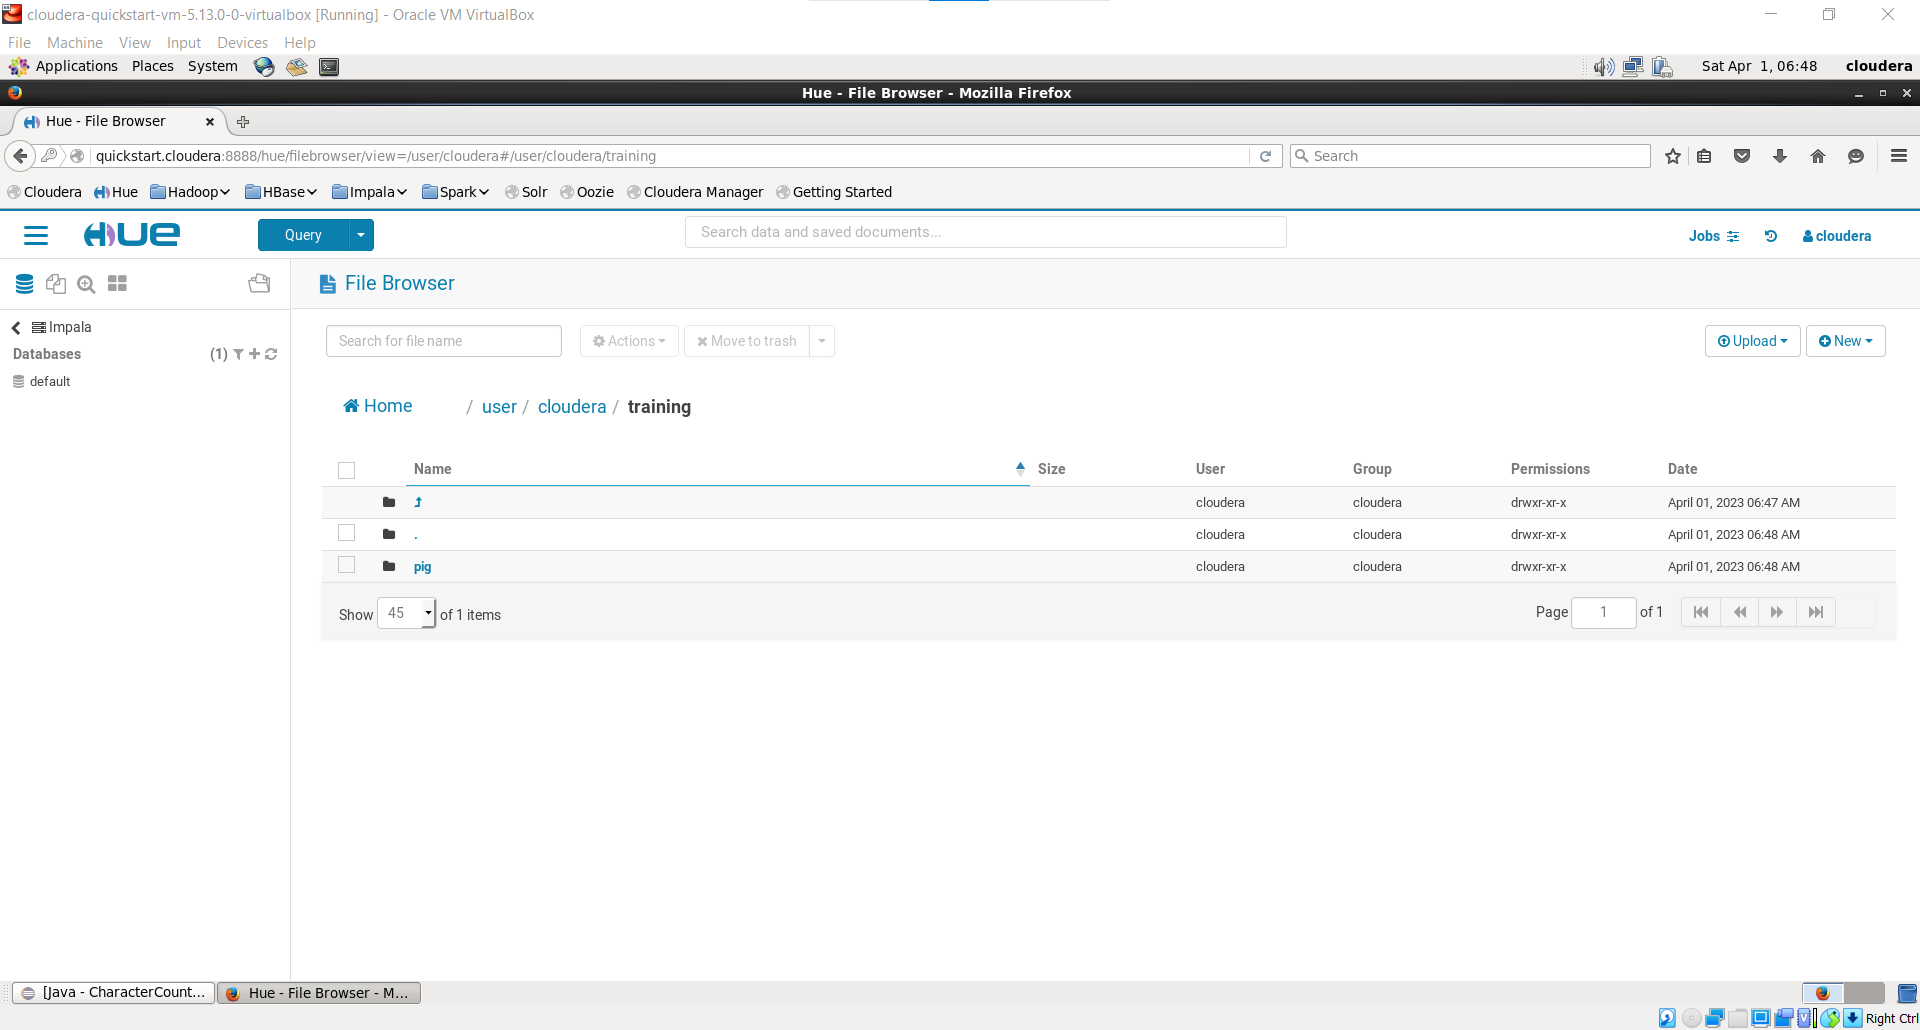 cloudera-quickstart-vm-5.13.0-0-virtualbox [Running] - Oracle VM VirtualBox
File Machine View Input Devices Help
Applications Places System Sat Apr 1, 06:48 cloudera
Hue - File Browser - Mozilla Firefox
Hue - File Browser
quickstart.cloudera:8888/hue/filebrowser/view=/user/cloudera#/user/cloudera/training Search
Cloudera Hue Hadoop HBase Impala Spark Solr Oozie Cloudera Manager Getting Started
HUE Query Search data and saved documents... Jobs cloudera
File Browser
Impala
Databases (1)
default
Search for file name Actions Move to trash Upload New
Home / user / cloudera / training
Name Size User Group Permissions Date
cloudera cloudera drwxr-xr-x April 01, 2023 06:47 AM
. cloudera cloudera drwxr-xr-x April 01, 2023 06:48 AM
pig cloudera cloudera drwxr-xr-x April 01, 2023 06:48 AM
Show 45 of 1 items Page 1 of 1
[Java - CharacterCount... Hue - File Browser - M...
Right Ctrl